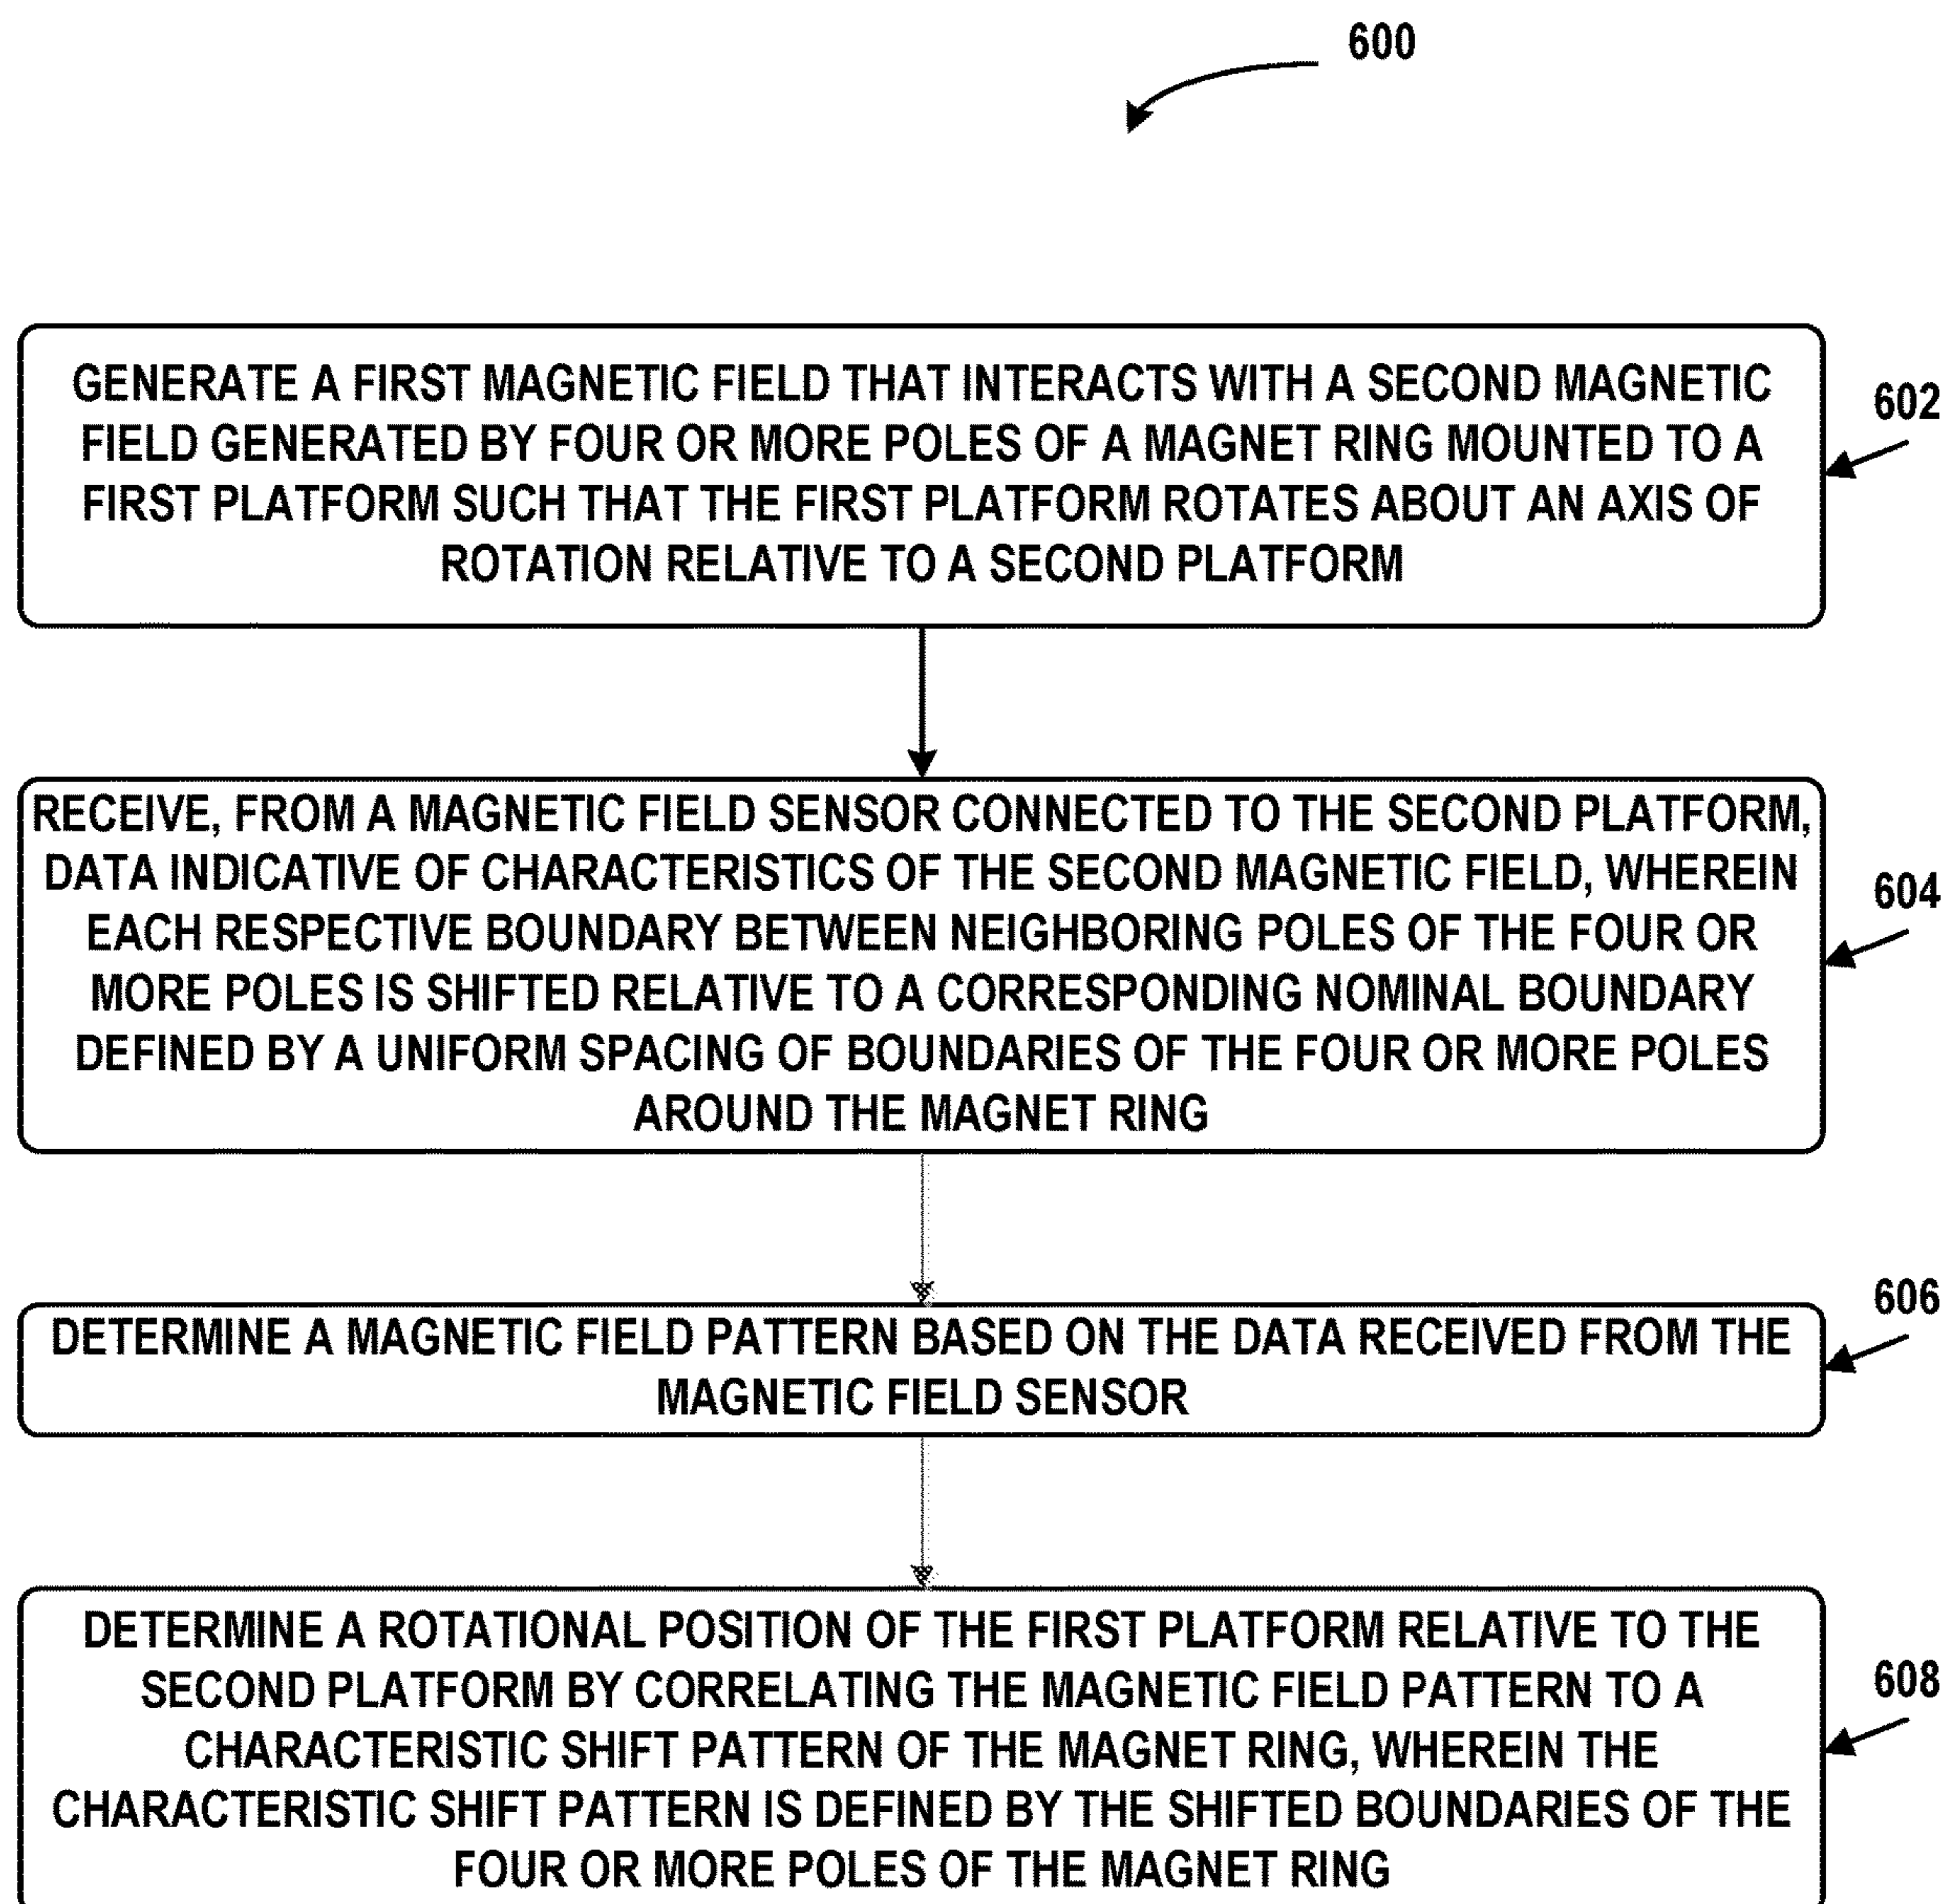 600
GENERATE A FIRST MAGNETIC FIELD THAT INTERACTS WITH A SECOND MAGNETIC
FIELD GENERATED BY FOUR OR MORE POLES OF A MAGNET RING MOUNTED TO A
FIRST PLATFORM SUCH THAT THE FIRST PLATFORM ROTATES ABOUT AN AXIS OF
ROTATION RELATIVE TO A SECOND PLATFORM
602
RECEIVE, FROM A MAGNETIC FIELD SENSOR CONNECTED TO THE SECOND PLATFORM,
DATA INDICATIVE OF CHARACTERISTICS OF THE SECOND MAGNETIC FIELD, WHEREIN
EACH RESPECTIVE BOUNDARY BETWEEN NEIGHBORING POLES OF THE FOUR OR
MORE POLES IS SHIFTED RELATIVE TO A CORRESPONDING NOMINAL BOUNDARY
DEFINED BY A UNIFORM SPACING OF BOUNDARIES OF THE FOUR OR MORE POLES
AROUND THE MAGNET RING
604
DETERMINE A MAGNETIC FIELD PATTERN BASED ON THE DATA RECEIVED FROM THE
MAGNETIC FIELD SENSOR
606
DETERMINE A ROTATIONAL POSITION OF THE FIRST PLATFORM RELATIVE TO THE
SECOND PLATFORM BY CORRELATING THE MAGNETIC FIELD PATTERN TO A
CHARACTERISTIC SHIFT PATTERN OF THE MAGNET RING, WHEREIN THE
CHARACTERISTIC SHIFT PATTERN IS DEFINED BY THE SHIFTED BOUNDARIES OF THE
FOUR OR MORE POLES OF THE MAGNET RING
608